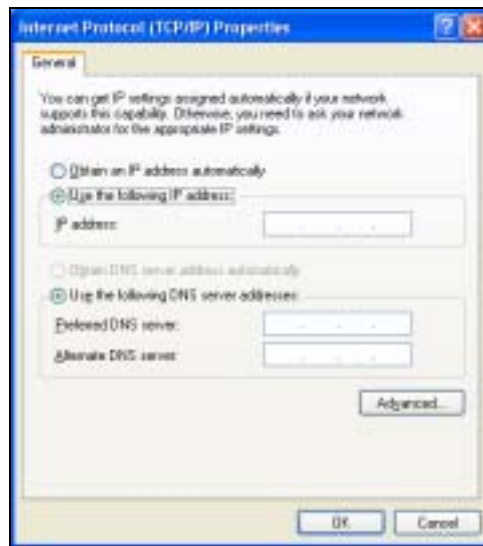 Internet Protocol (TCP/IP) Properties
General
You can get IP settings assigned automatically if your network
supports this capability. Otherwise, you need to ask your network
administrator for the appropriate IP settings.
Obtain an IP address automatically
Use the following IP address:
IP address:
Obtain DNS server address automatically
Use the following DNS server addresses:
Preferred DNS server:
Alternate DNS server:
Advanced...
OK
Cancel